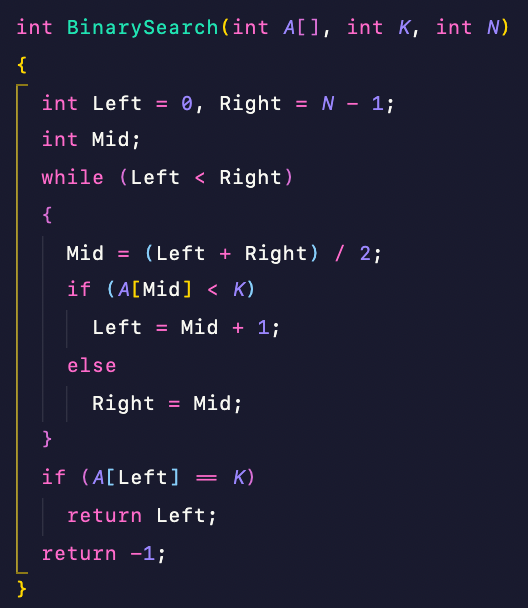 int BinarySearch(int A[], int K, int N)
{
int Left = 0, Right = N - 1;
int Mid;
while (Left < Right)
{
Mid = (Left + Right) / 2;
if (A[Mid] < K)
Left = Mid + 1;
else
Right = Mid;
}
if (A[Left] == K)
return Left;
return -1;
}